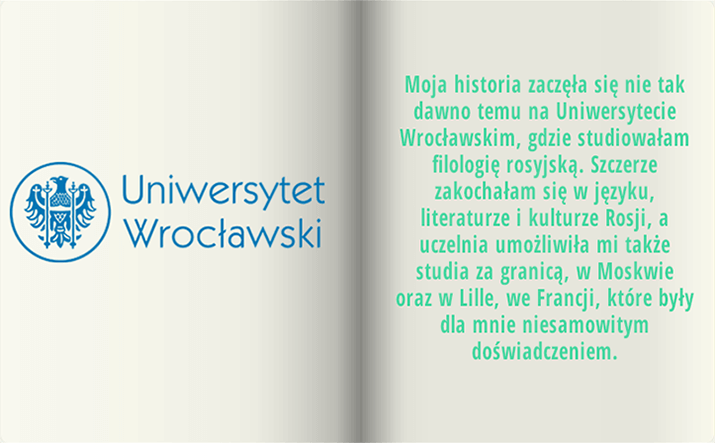 Uniwersytet
Wrocławski
Moja historia zaczęła się nie tak
dawno temu na Uniwersytecie
Wrocławskim, gdzie studiowałam
filologię rosyjską. Szczerze
zakochałam się w języku,
literaturze i kulturze Rosji, a
uczelnia umożliwiła mi także
studia za granicą, w Moskwie
oraz w Lille, we Francji, które były
dla mnie niesamowitym
doświadczeniem.